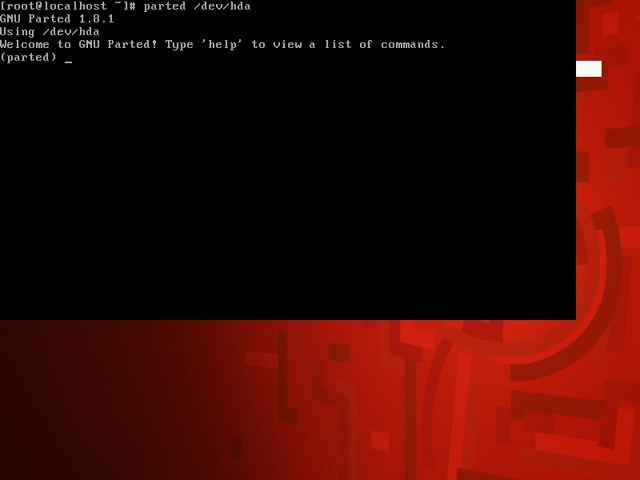 [root@localhost ~]# parted /dev/hda
GNU Parted 1.8.1
Using /dev/hda
Welcome to GNU Parted! Type 'help' to view a list of commands.
(parted) _